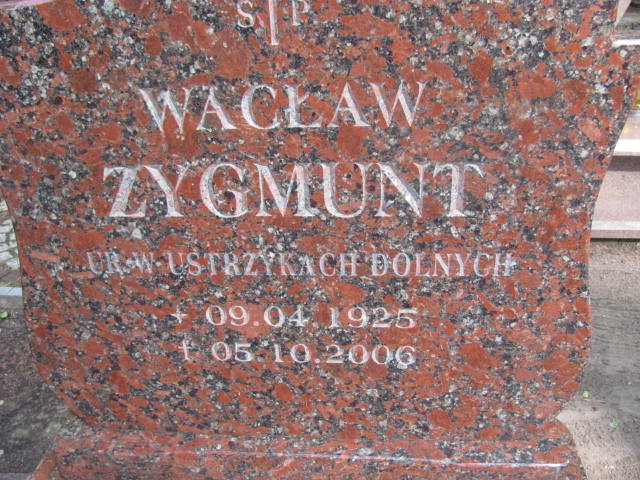 S P
WACŁAW
ZYGMUNT
UR. W USTRZYKACH DOLNYCH
09.04.1925
† 05.10.2006